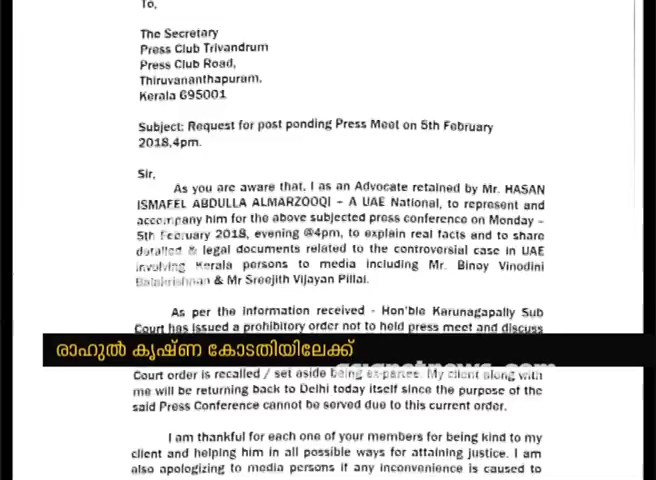 To,
The Secretary
Press Club Trivandrum
Press Club Road,
Thiruvananthapuram,
Kerala 695001
Subject: Request for post ponding Press Meet on 5th February
2018,4pm.
Sir,
As you are aware that, I as an Advocate retained by Mr. HASAN
ISMAFEL ABDULLA ALMARZOOQI – A UAE National, to represent and
accompany him for the above subjected press conference on Monday –
5th February 2018, evening @4pm, to explain real facts and to share
detailed & legal documents related to the controversial case in UAE
involving Kerala persons to media including Mr. Binoy Vinodini
Balakrishnan & Mr Sreejith Vijayan Pillai.
As per the information received - Hon'ble Karunagapally Sub
Court has issued a prohibitory order not to held press meet and discuss
രാഹുൽ കൃഷ്ണ കോടതിയിലേക്ക്
asianetnews.com
Court order is recalled / set aside being ex-partee. My client along with
me will be returning back to Delhi today itself since the purpose of the
said Press Conference cannot be served due to this current order.
I am thankful for each one of your members for being kind to my
client and helping him in all possible ways for attaining justice. I am
also apologizing to media persons if any inconvenience is caused to